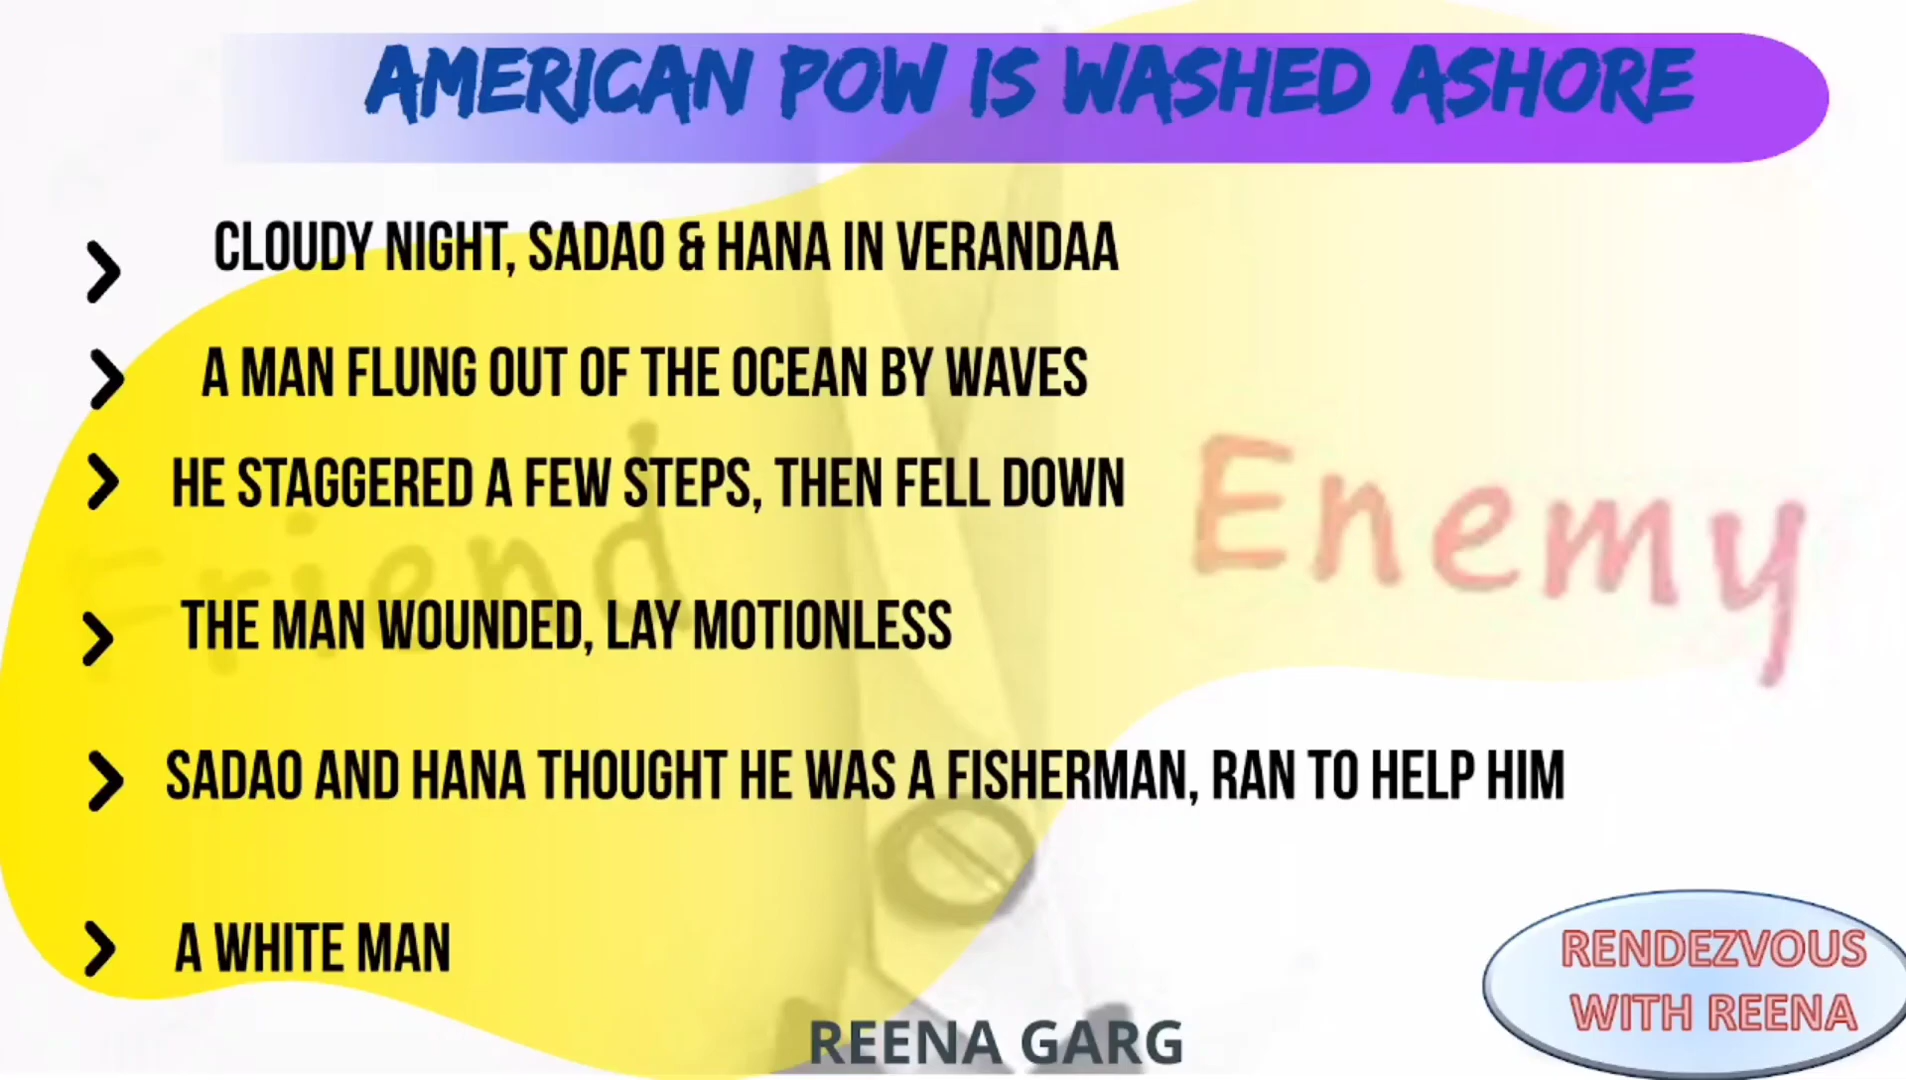 AMERICAN POW IS WASHED ASHORE
CLOUDY NIGHT, SADAO & HANA IN VERANDAA
A MAN FLUNG OUT OF THE OCEAN BY WAVES
HE STAGGERED A FEW STEPS, THEN FELL DOWN
Friend
Enemy
THE MAN WOUNDED, LAY MOTIONLESS
SADAO AND HANA THOUGHT HE WAS A FISHERMAN, RAN TO HELP HIM
A WHITE MAN
RENDEZVOUS
WITH REENA
REENA GARG